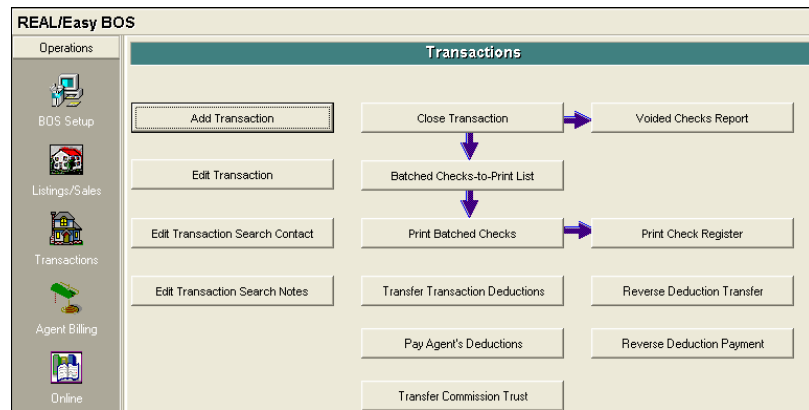 REAL/Easy BOS
Operations
Transactions
BOS Setup
Listings/Sales
Transactions
Agent Billing
Online
Add Transaction
Close Transaction
Voided Checks Report
Edit Transaction
Batched Checks-to-Print List
Edit Transaction Search Contact
Print Batched Checks
Print Check Register
Edit Transaction Search Notes
Transfer Transaction Deductions
Reverse Deduction Transfer
Pay Agent's Deductions
Reverse Deduction Payment
Transfer Commission Trust